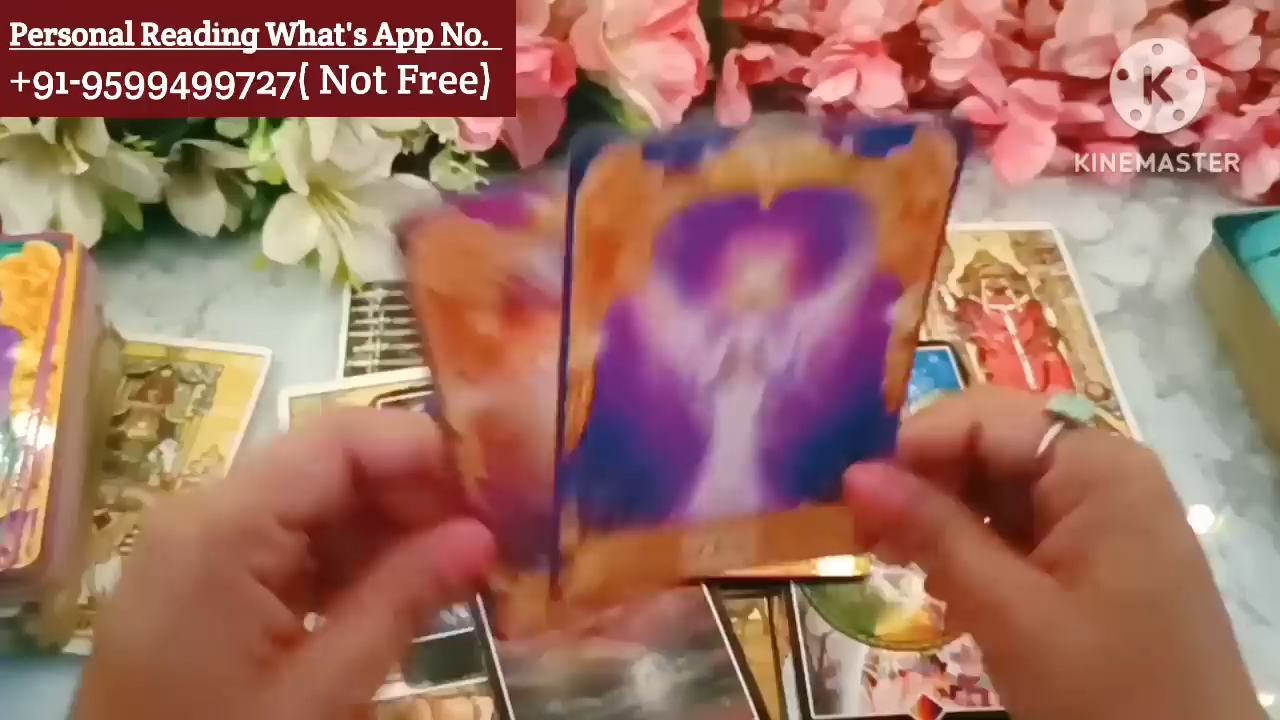 Personal Reading What's App No.
+91-9599499727( Not Free)
K
KINEMASTER